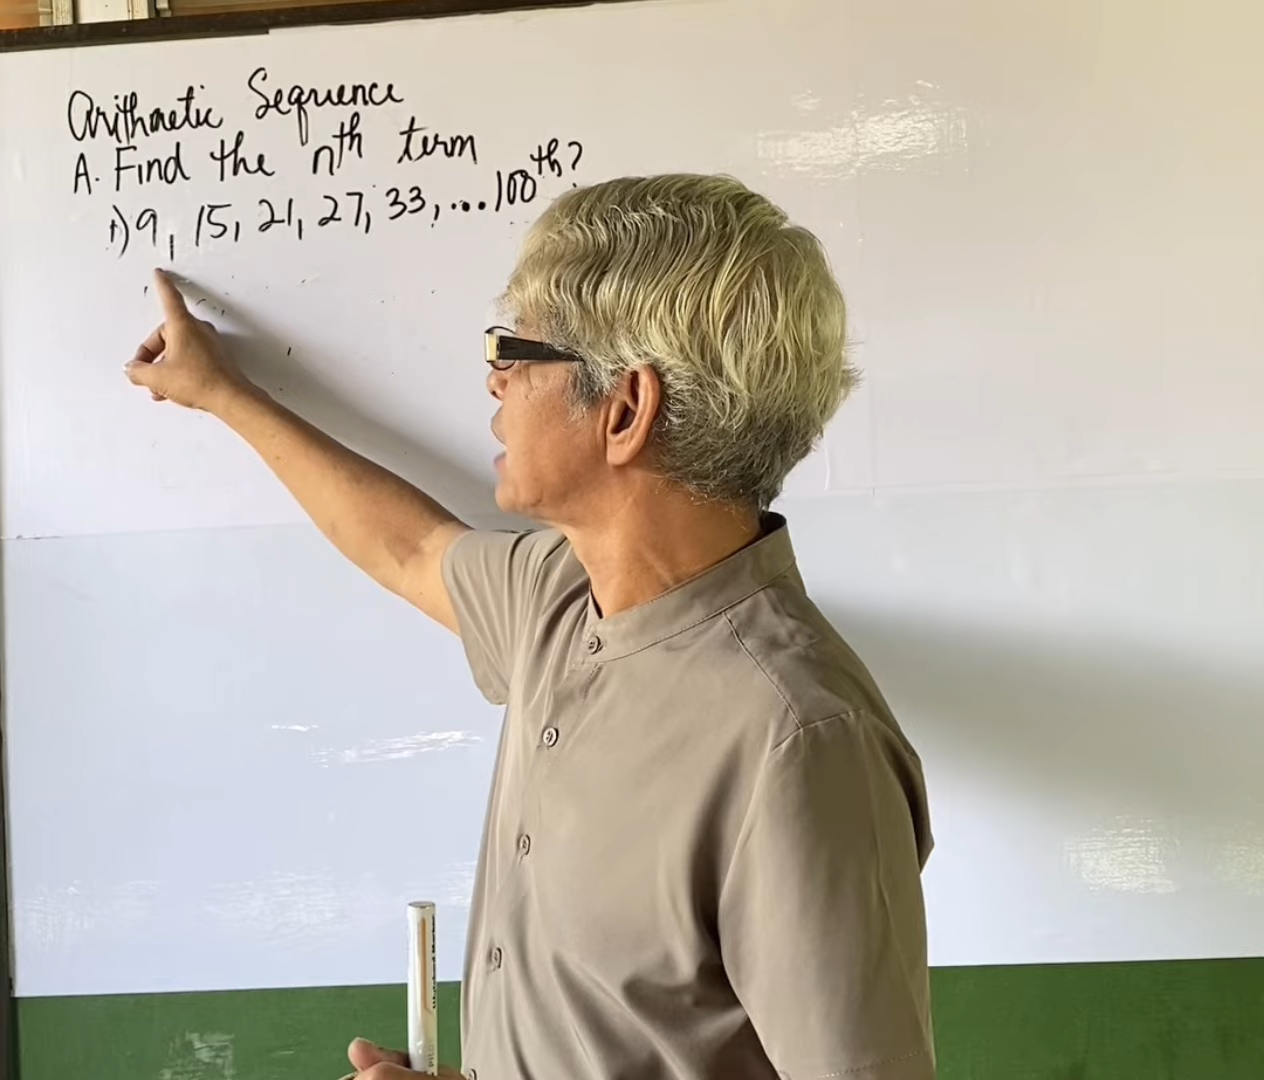 Arithmetic Sequence
A. Find the nth term
1) 9, 15, 21, 27, 33, ... 100th?